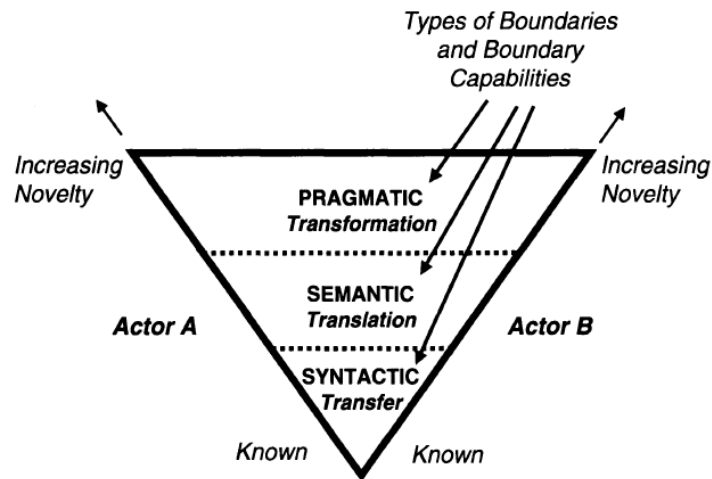 Types of Boundaries
and Boundary
Capabilities
Increasing
Novelty
Increasing
Novelty
PRAGMATIC
Transformation
SEMANTIC
Translation
Actor A
Actor B
SYNTACTIC
Transfer
Known
Known